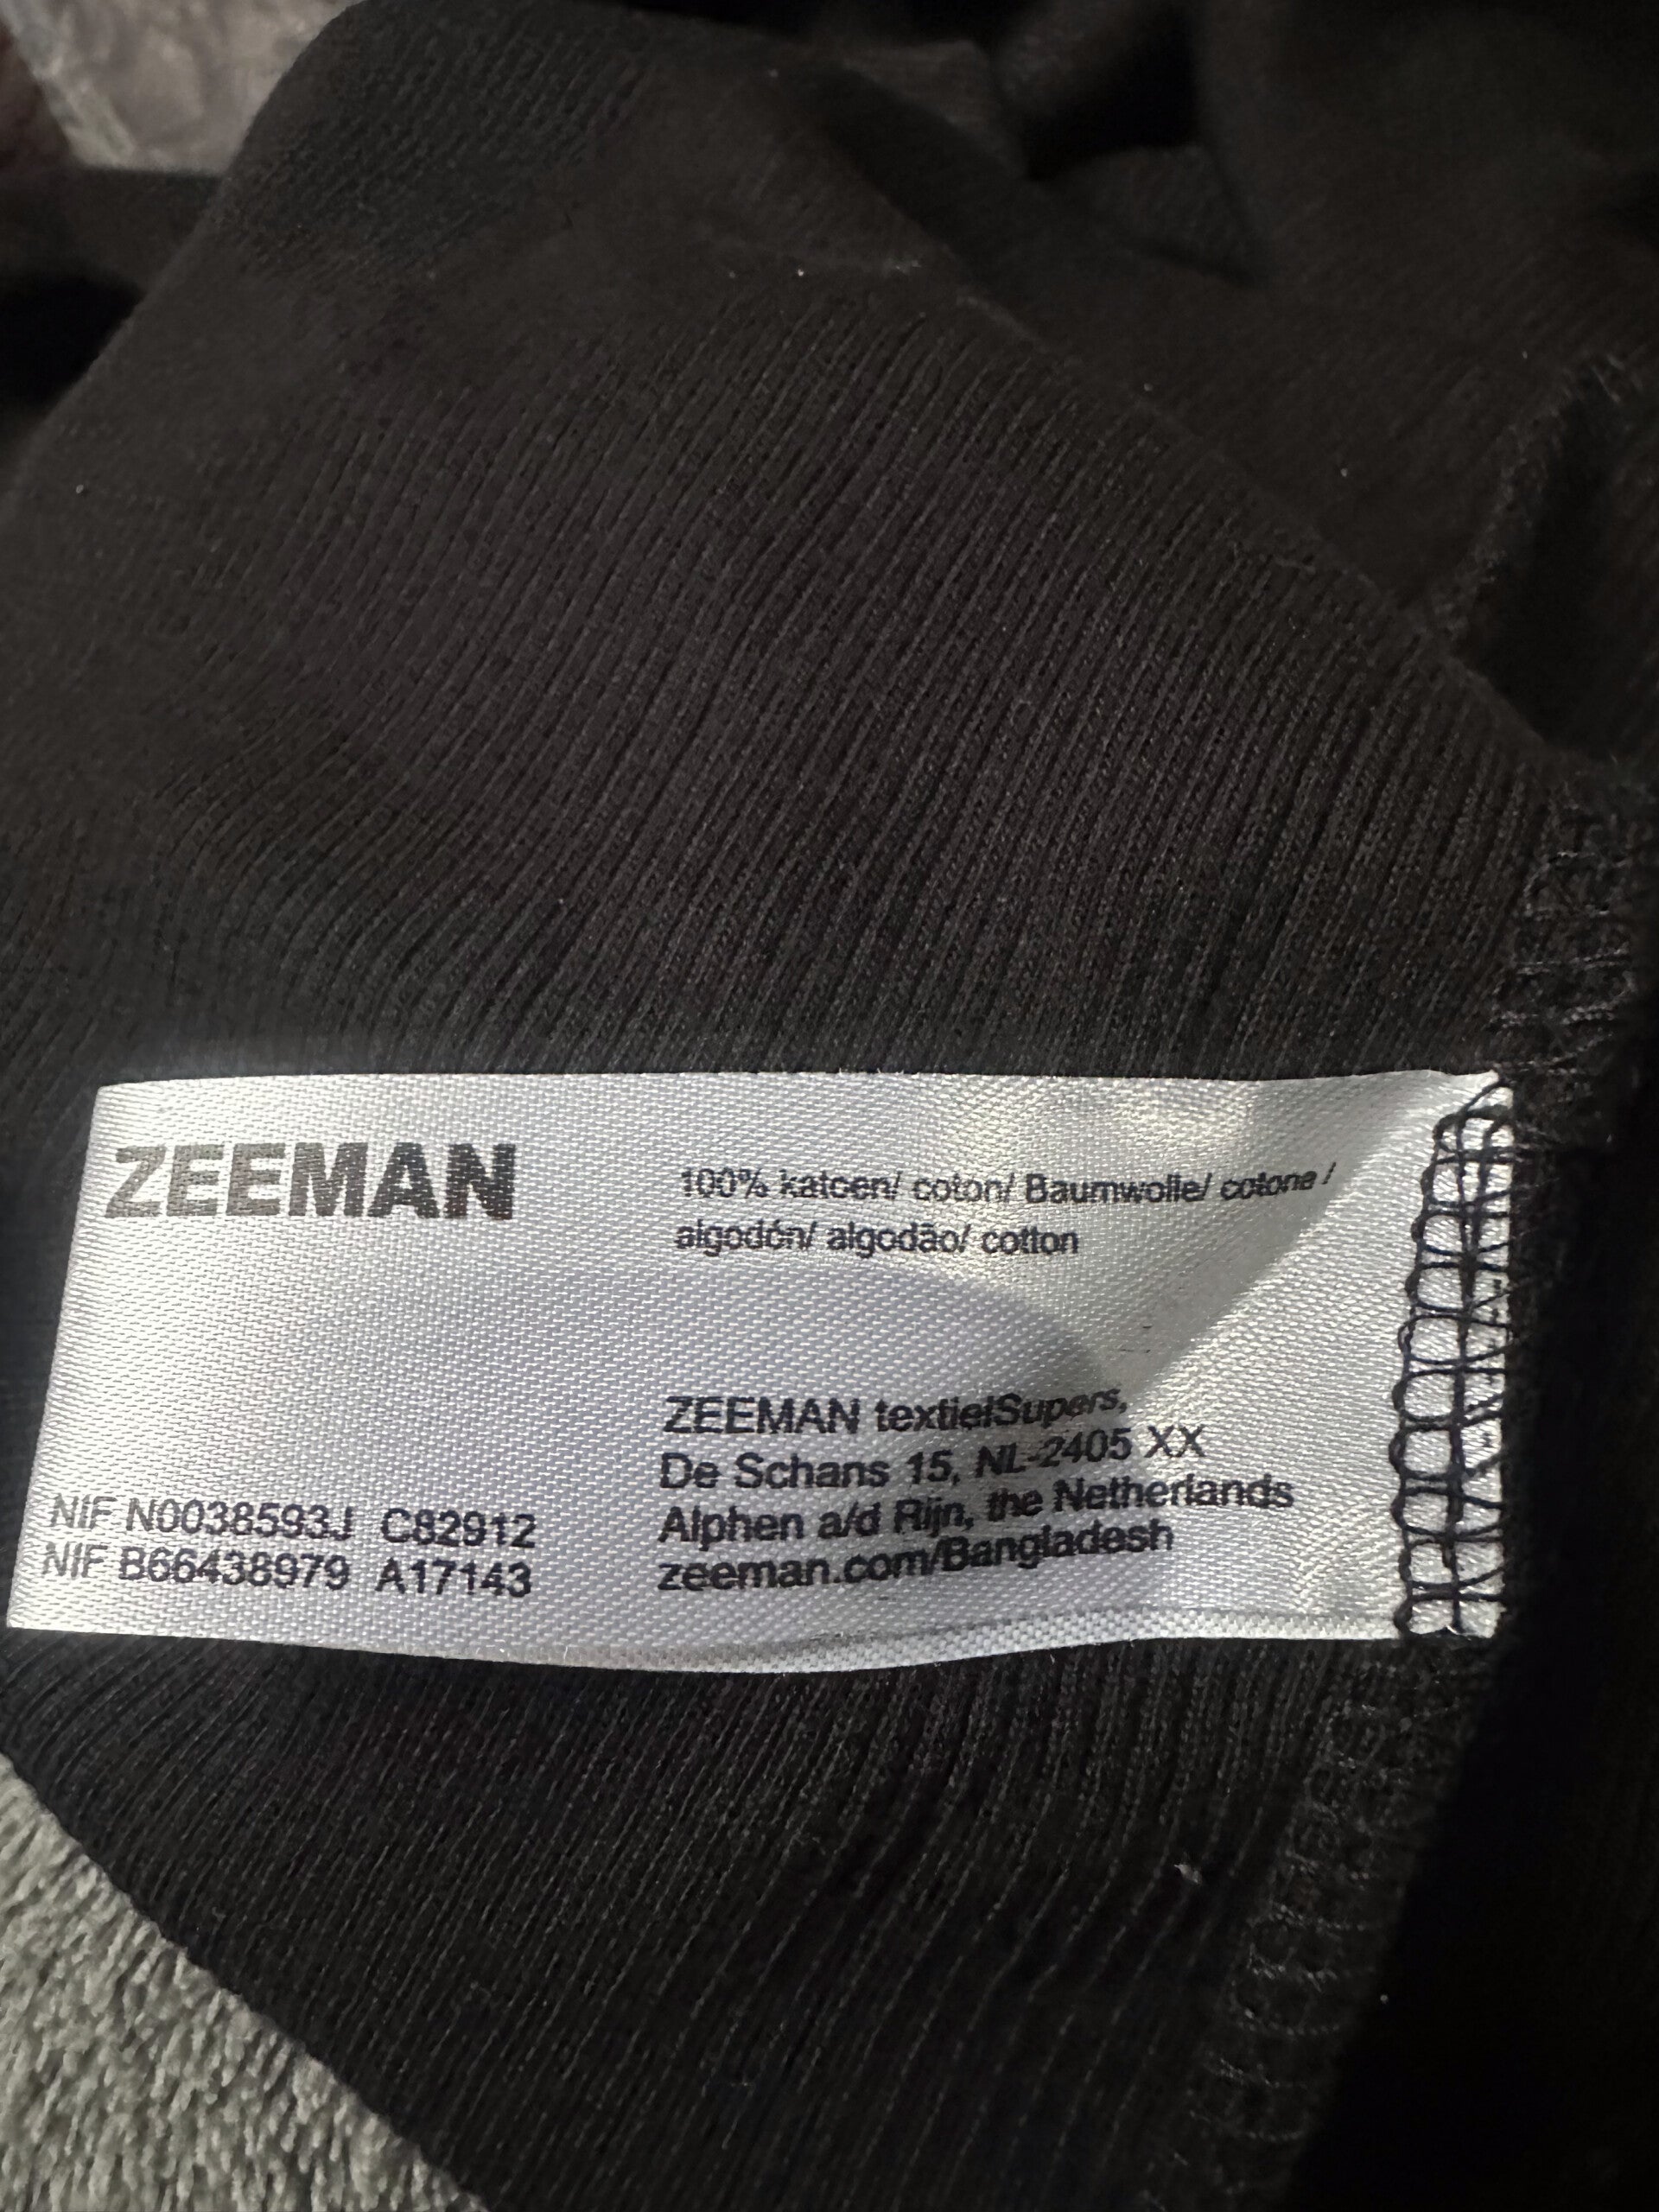 ZEEMAN
100% katoen/ coton/ Baumwolle/ cotone /
algodón/ algodão/ cotton
ZEEMAN textielSupers,
De Schans 15, NL-2405 XX
Alphen a/d Rijn, the Netherlands
zeeman.com/Bangladesh
NIF N0038593J C82912
NIF B66438979 A17143